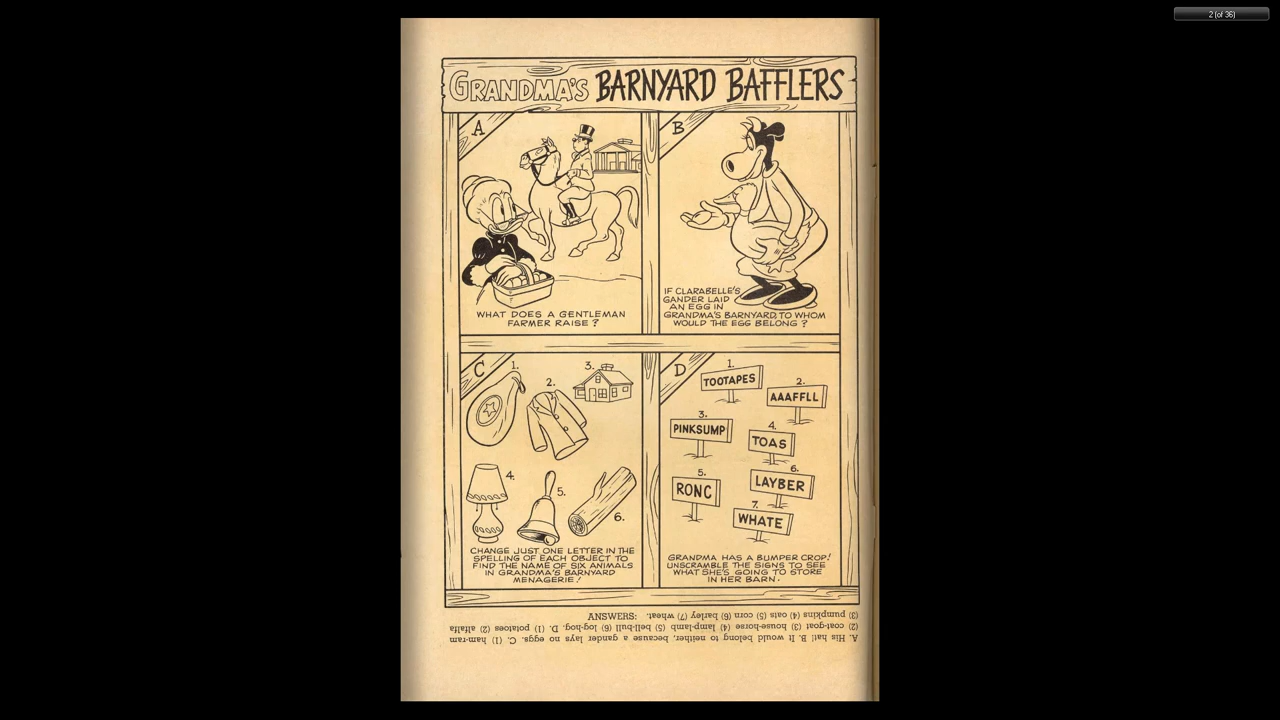 2 (of 36)
GRANDMA'S BARNYARD BAFFLERS
A
WHAT DOES A GENTLEMAN
FARMER RAISE?
B
IF CLARABELLE'S
GANDER LAID
AN EGG IN
GRANDMA'S BARNYARD, TO WHOM
WOULD THE EGG BELONG?
C
1.
2.
3.
4.
5.
6.
CHANGE JUST ONE LETTER IN THE
SPELLING OF EACH OBJECT TO
FIND THE NAME OF SIX ANIMALS
IN GRANDMA'S BARNYARD
MENAGERIE!
D
1.
TOOTAPES
2.
AAAFFLL
3.
PINKSUMP
4.
TOAS
5.
RONC
6.
LAYBER
7.
WHATE
GRANDMA HAS A BUMPER CROP!
UNSCRAMBLE THE SIGNS TO SEE
WHAT SHE'S GOING TO STORE
IN HER BARN.
ANSWERS:
A. His hat! B. It would belong to neither, because a gander lays no eggs. C. (1) ham-ram
(2) coat-goat (3) house-horse (4) lamp-lamb (5) bell-bull (6) log-hog. D. (1) potatoes (2) alfalfa
(3) pumpkins (4) oats (5) corn (6) barley (7) wheat.